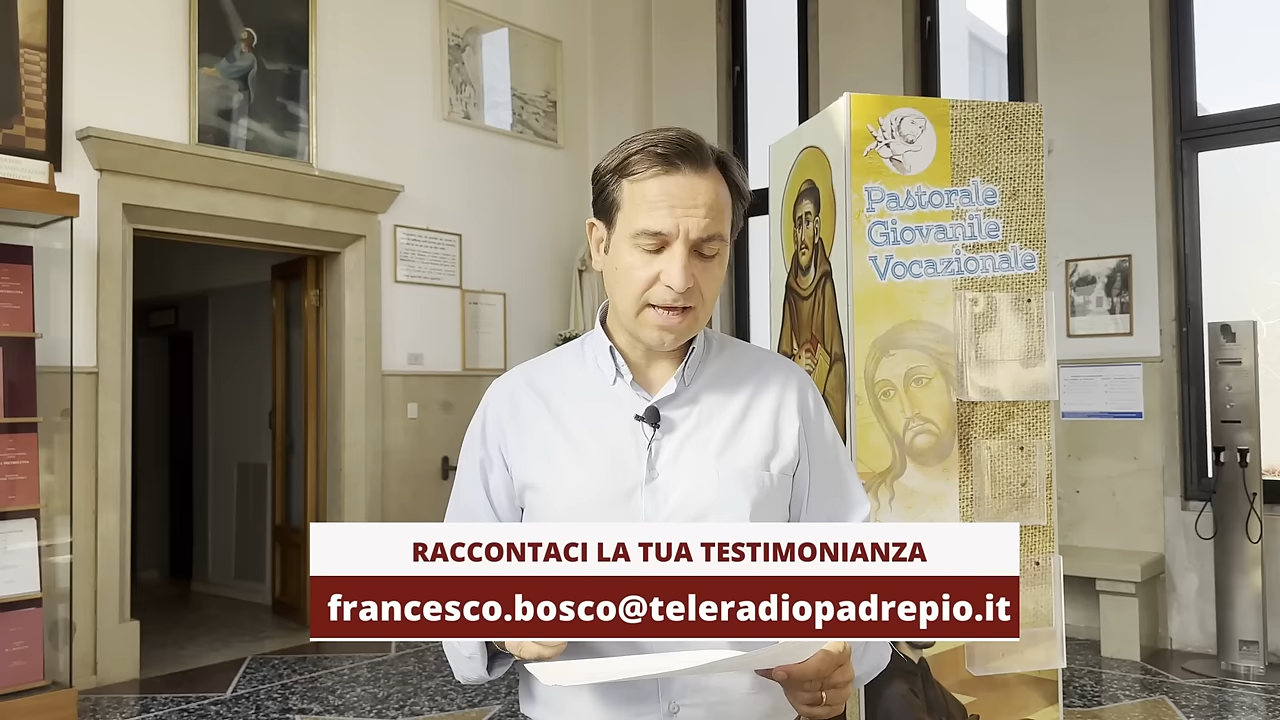 Pastorale
Giovanile
Vocazionale
RACCONTACI LA TUA TESTIMONIANZA
francesco.bosco@teleradiopadrepio.it